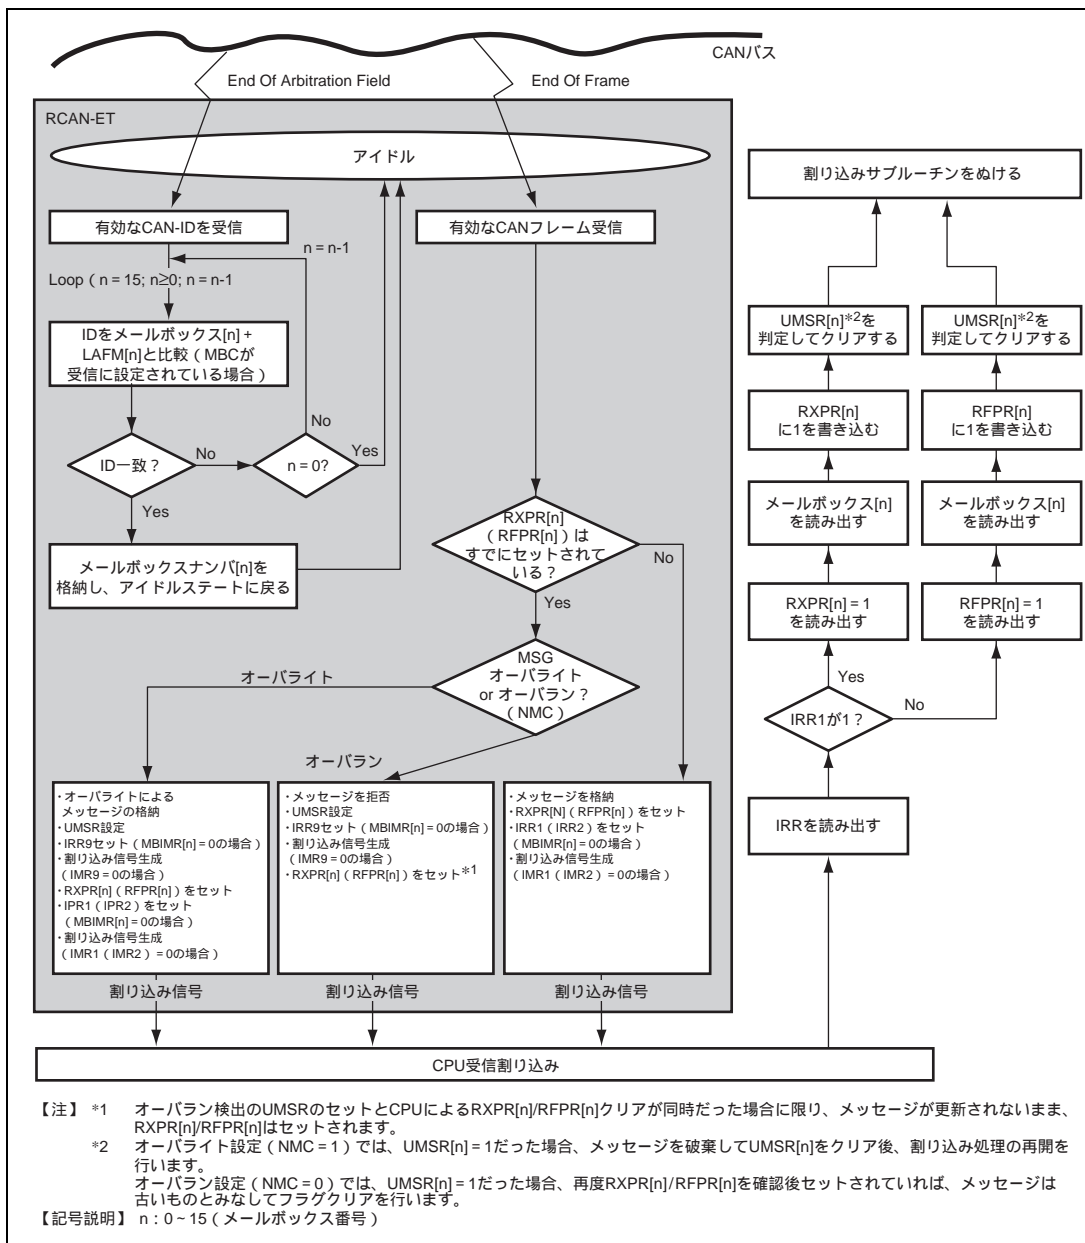 CANバス
End Of Arbitration Field
End Of Frame
RCAN-ET
アイドル
有効なCAN-IDを受信
n = n-1
Loop ( n = 15; n≥0; n = n-1
IDをメールボックス[n] +
LAFM[n]と比較 ( MBCが
受信に設定されている場合 )
ID一致 ?
No
Yes
n = 0?
No
Yes
メールボックスナンバ[n]を
格納し、アイドルステートに戻る
有効なCANフレーム受信
RXPR[n]
( RFPR[n] ) は
すでにセットされて
いる ?
No
Yes
MSG
オーバライト
or オーバラン ?
( NMC )
オーバライト
オーバラン
・オーバライトによる
メッセージの格納
・UMSR設定
・IRR9セット ( MBIMR[n] = 0の場合 )
・割り込み信号生成
( IMR9 = 0の場合 )
・RXPR[n] ( RFPR[n] ) をセット
・IPR1 ( IPR2 ) をセット
( MBIMR[n] = 0の場合 )
・割り込み信号生成
( IMR1 ( IMR2 ) = 0の場合 )
・メッセージを拒否
・UMSR設定
・IRR9セット ( MBIMR[n] = 0の場合 )
・割り込み信号生成
( IMR9 = 0の場合 )
・RXPR[n] ( RFPR[n] ) をセット*1
・メッセージを格納
・RXPR[N] ( RFPR[n] ) をセット
・IRR1 ( IRR2 ) をセット
( MBIMR[n] = 0の場合 )
・割り込み信号生成
( IMR1 ( IMR2 ) = 0の場合 )
割り込み信号
割り込み信号
割り込み信号
CPU受信割り込み
割り込みサブルーチンをぬける
UMSR[n]*2を
判定してクリアする
UMSR[n]*2を
判定してクリアする
RXPR[n]
に1を書き込む
RFPR[n]
に1を書き込む
メールボックス[n]
を読み出す
メールボックス[n]
を読み出す
RXPR[n] = 1
を読み出す
RFPR[n] = 1
を読み出す
Yes
No
IRR1が1 ?
IRRを読み出す
【注】 *1 オーバラン検出のUMSRのセットとCPUによるRXPR[n]/RFPR[n]クリアが同時だった場合に限り、メッセージが更新されないまま、
RXPR[n]/RFPR[n]はセットされます。
*2 オーバライト設定 ( NMC = 1 ) では、UMSR[n] = 1だった場合、メッセージを破棄してUMSR[n]をクリア後、割り込み処理の再開を
行います。
オーバラン設定 ( NMC = 0 ) では、UMSR[n] = 1だった場合、再度RXPR[n]/RFPR[n]を確認後セットされていれば、メッセージは
古いものとみなしてフラグクリアを行います。
【記号説明】 n : 0 ~ 15 ( メールボックス番号 )